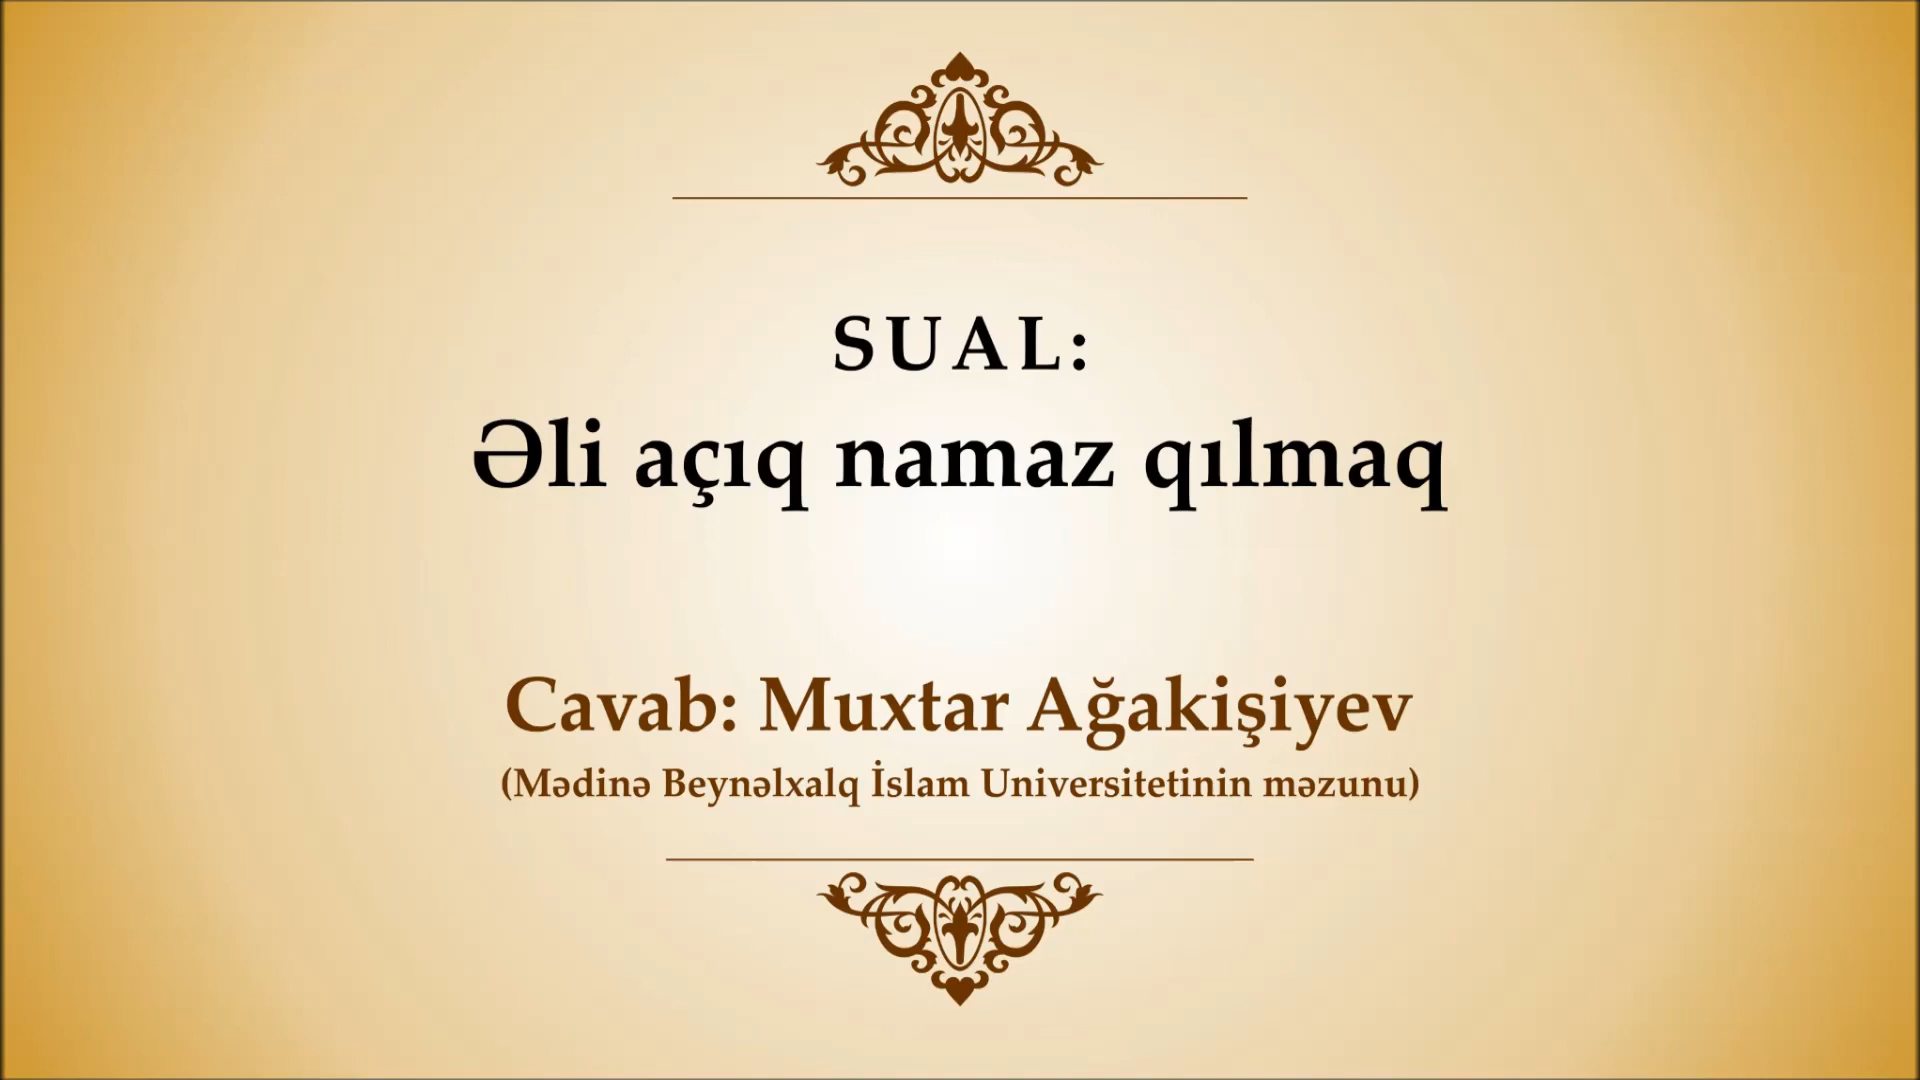 SUAL:
Əli açıq namaz qılmaq
Cavab: Muxtar Ağakişiyev
(Mədinə Beynəlxalq İslam Universitetinin məzunu)